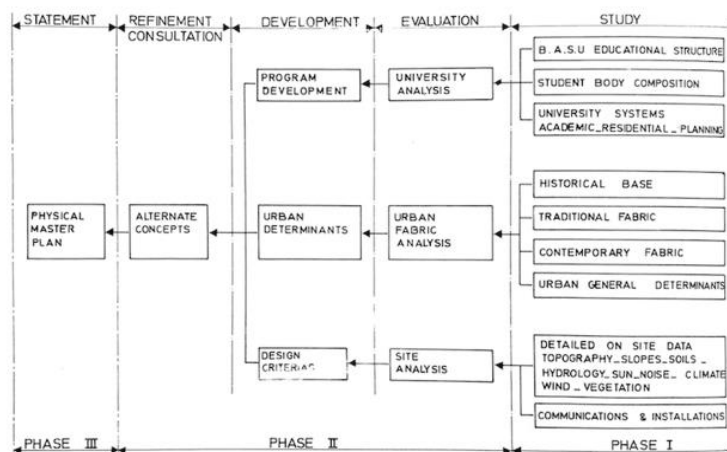 STATEMENT
REFINEMENT
CONSULTATION
DEVELOPMENT
EVALUATION
STUDY
PROGRAM
DEVELOPMENT
UNIVERSITY
ANALYSIS
B.A.S.U EDUCATIONAL STRUCTURE
STUDENT BODY COMPOSITION
UNIVERSITY SYSTEMS
ACADEMIC_RESIDENTIAL_PLANNING
PHYSICAL
MASTER
PLAN
ALTERNATE
CONCEPTS
URBAN
DETERMINANTS
URBAN
FABRIC
ANALYSIS
HISTORICAL BASE
TRADITIONAL FABRIC
CONTEMPORARY FABRIC
URBAN GENERAL DETERMINANTS
DESIGN
CRITERIAS
SITE
ANALYSIS
DETAILED ON SITE DATA
TOPOGRAPHY_SLOPES_SOILS_
HYDROLOGY_SUN_NOISE_ CLIMATE
WIND_VEGETATION
COMMUNICATIONS & INSTALLATIONS
PHASE III
PHASE II
PHASE I